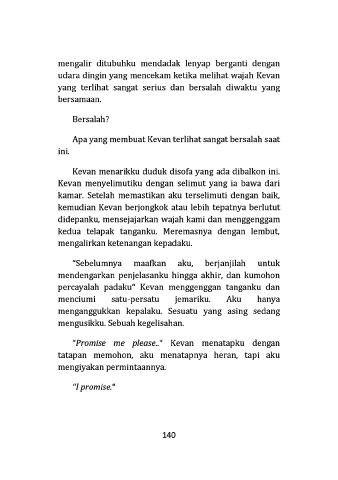 mengalir ditubuhku mendadak lenyap berganti dengan
udara dingin yang mencekam ketika melihat wajah Kevan
yang terlihat sangat serius dan bersalah diwaktu yang
bersamaan.
Bersalah?
Apa yang membuat Kevan terlihat sangat bersalah saat
ini.
Kevan menarikku duduk disofa yang ada dibalkon ini.
Kevan menyelimutiku dengan selimut yang ia bawa dari
kamar. Setelah memastikan aku terselimuti dengan baik,
kemudian Kevan berjongkok atau lebih tepatnya berlutut
didepanku, mensejajarkan wajah kami dan menggenggam
kedua telapak tanganku. Meremasnya dengan lembut,
mengalirkan ketenangan kepadaku.
"Sebelumnya maafkan aku, berjanjilah untuk
mendengarkan penjelasanku hingga akhir, dan kumohon
percayalah padaku" Kevan menggenggan tanganku dan
menciumi satu-persatu jemariku. Aku hanya
menganggukkan kepalaku. Sesuatu yang asing sedang
mengusikku. Sebuah kegelisahan.
"Promise me please.." Kevan menatapku dengan
tatapan memohon, aku menatapnya heran, tapi aku
mengiyakan permintaannya.
"I promise."
140